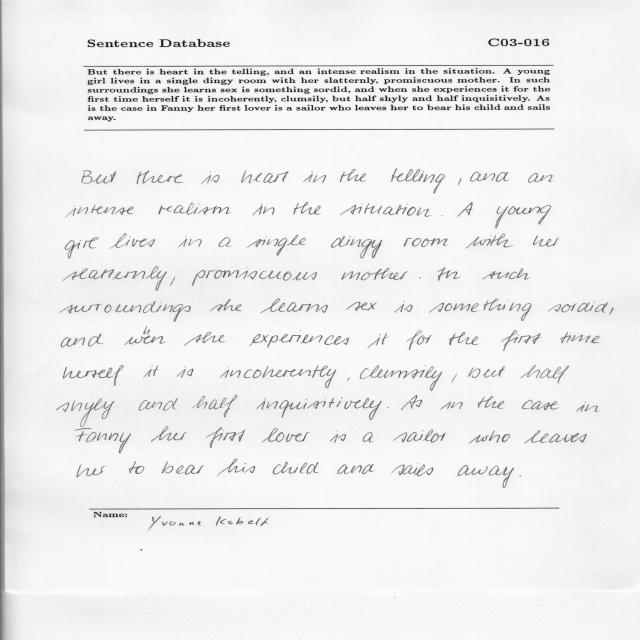 Sentence Database C03-016
But there is heart in the telling, and an intense realism in the situation. A young
girl lives in a single dingy room with her slatternly, promiscuous mother. In such
surroundings she learns sex is something sordid, and when she experiences it for the
first time herself it is incoherently, clumsily, but half shyly and half inquisitively. As
is the case in Fanny her first lover is a sailor who leaves her to bear his child and sails
away.
But there is heart in the telling, and an
intense realism in the situation. A young
girl lives in a single dingy room with her
slatternly, promiscuous mother. In such
surroundings she learns sex is something sordid,
and when she experiences it for the first time
herself it is incoherently, clumsily, but half
shyly and half inquisitively. As in the case in
Fanny her first lover is a sailor who leaves
her to bear his child and sails away.
Name: Yvonne Kobelt